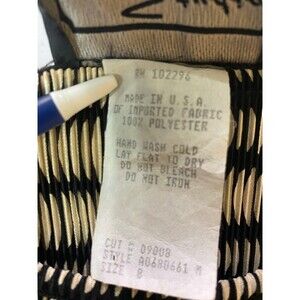 RN 102296
MADE IN U.S.A
OF IMPORTED FABRIC
100% POLYESTER
HAND WASH COLD
LAY FLAT TO DRY
DO NOT BLEACH
DO NOT IRON
CUT # 09008
STYLE A0680661 M
SIZE 8